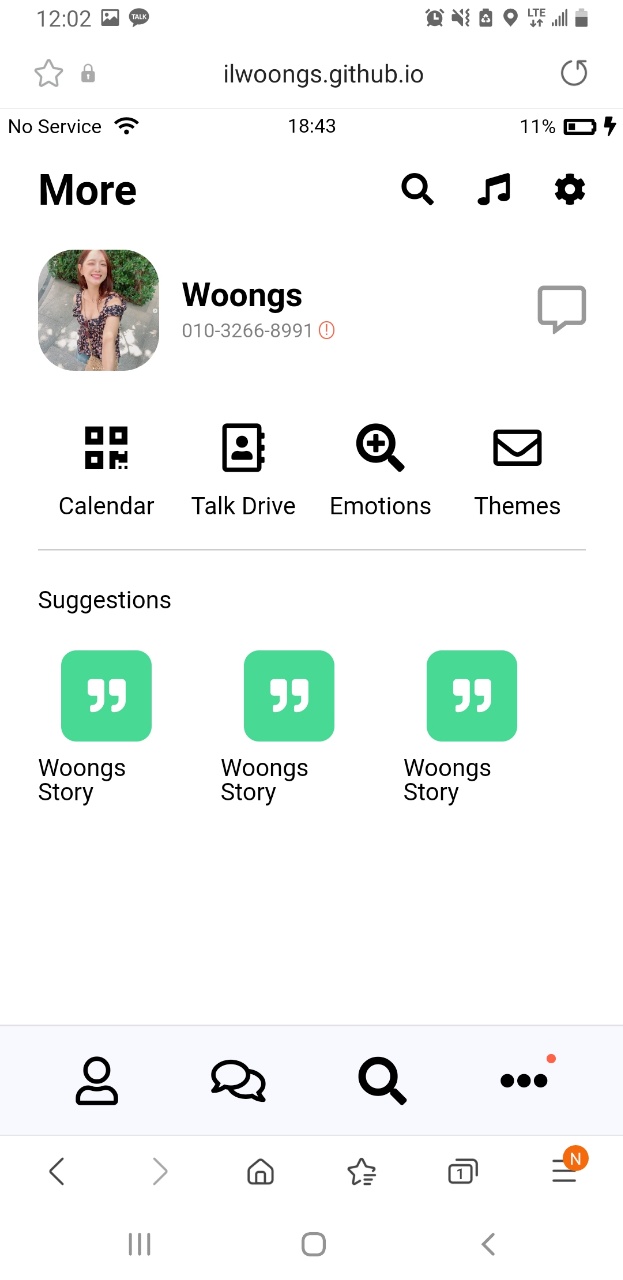 12:02 TALK LTE
ilwoongs.github.io
No Service 18:43 11%
More
Woongs
010-3266-8991
Calendar Talk Drive Emotions Themes
Suggestions
Woongs Woongs Woongs
Story Story Story
1 N